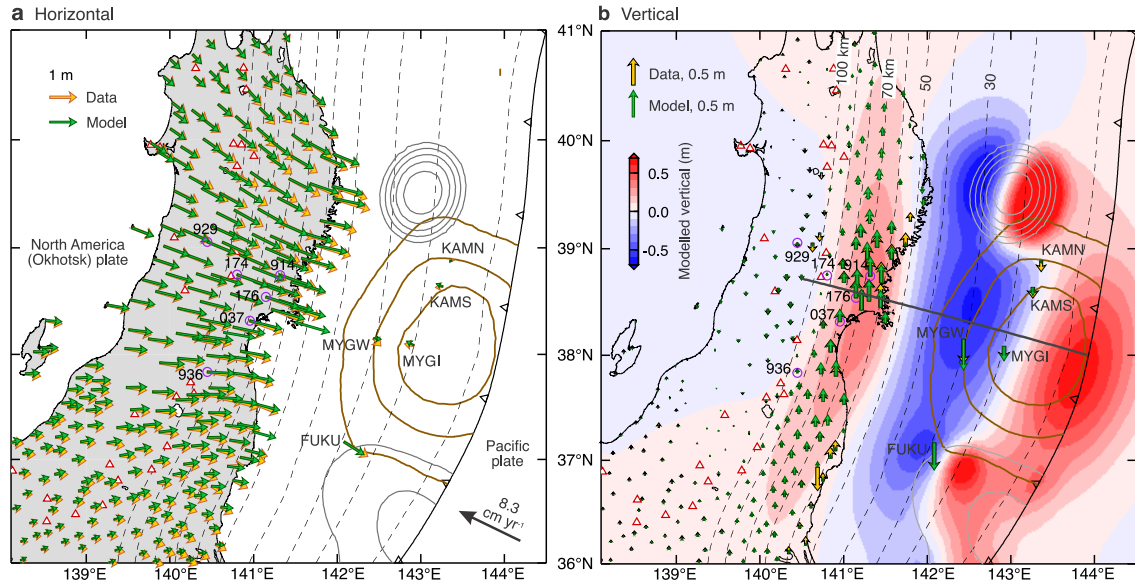 a Horizontal
1 m
Data
Model
929
174
914
176
037
936
North America
(Okhotsk) plate
KAMN
KAMS
MYGW
MYGI
FUKU
Pacific
plate
8.3
cm yr⁻¹
139°E
140°E
141°E
142°E
143°E
144°E
b Vertical
41°N
40°N
39°N
38°N
37°N
36°N
Data, 0.5 m
Model, 0.5 m
0.5
0.0
-0.5
Modelled vertical (m)
100 km
70 km
50
30
929
174
914
176
037
936
KAMN
KAMS
MYGW
MYGI
FUKU
139°E
140°E
141°E
142°E
143°E
144°E